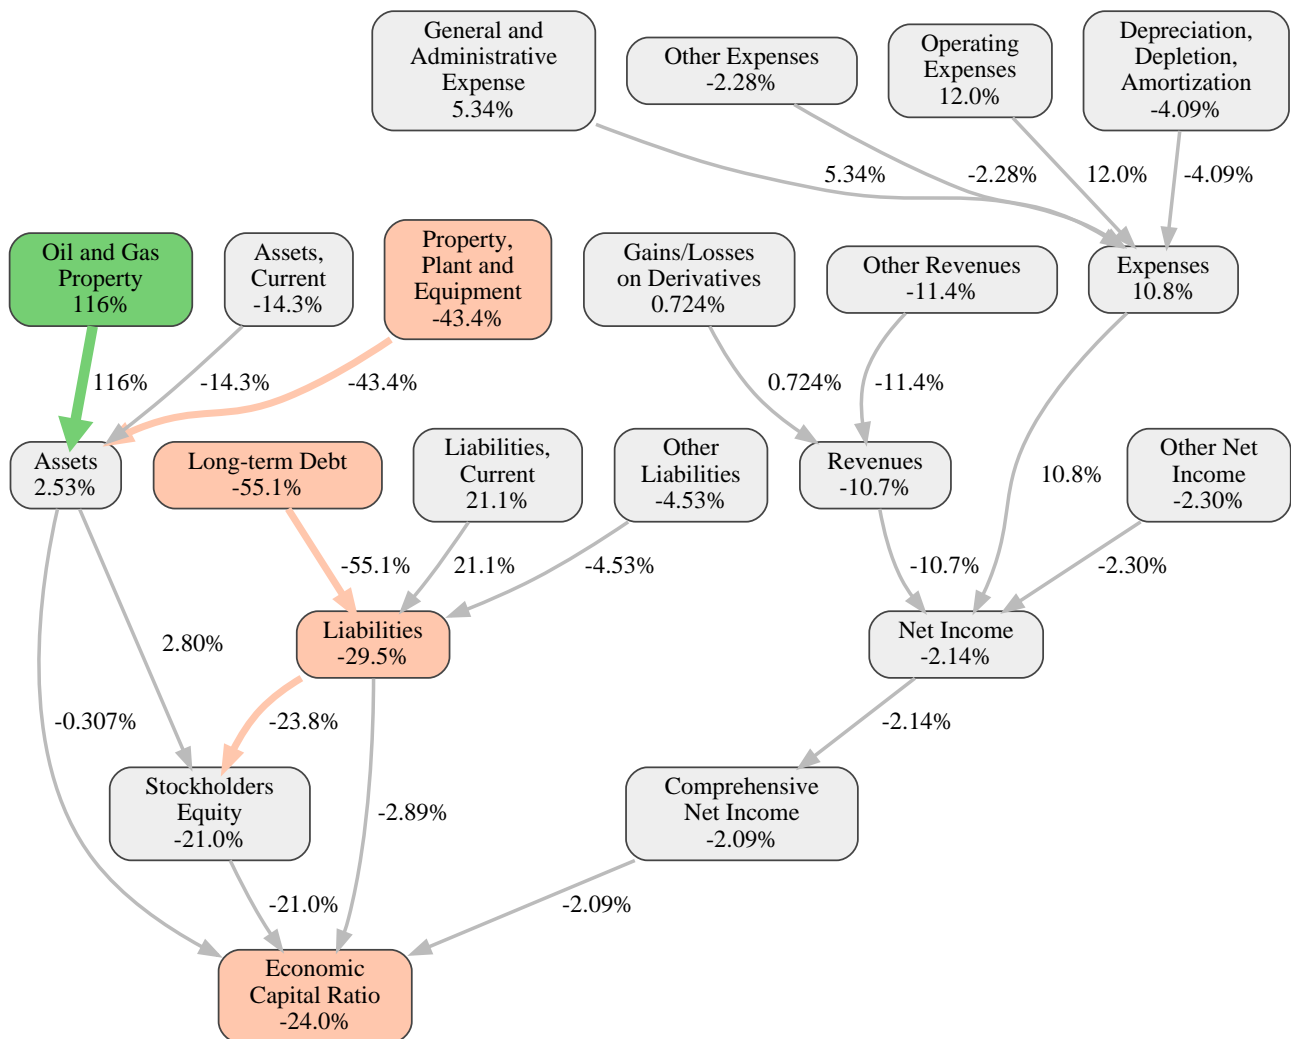 General and
Administrative
Expense
5.34%
Other Expenses
-2.28%
Operating
Expenses
12.0%
Depreciation,
Depletion,
Amortization
-4.09%
5.34%
-2.28%
12.0%
-4.09%
Oil and Gas
Property
116%
Assets,
Current
-14.3%
Property,
Plant and
Equipment
-43.4%
Gains/Losses
on Derivatives
0.724%
Other Revenues
-11.4%
Expenses
10.8%
116%
-14.3%
-43.4%
0.724%
-11.4%
Assets
2.53%
Long-term Debt
-55.1%
Liabilities,
Current
21.1%
Other
Liabilities
-4.53%
Revenues
-10.7%
10.8%
Other Net
Income
-2.30%
-55.1%
21.1%
-4.53%
-10.7%
-2.30%
2.80%
Liabilities
-29.5%
Net Income
-2.14%
-0.307%
-23.8%
-2.14%
Stockholders
Equity
-21.0%
-2.89%
Comprehensive
Net Income
-2.09%
-21.0%
-2.09%
Economic
Capital Ratio
-24.0%